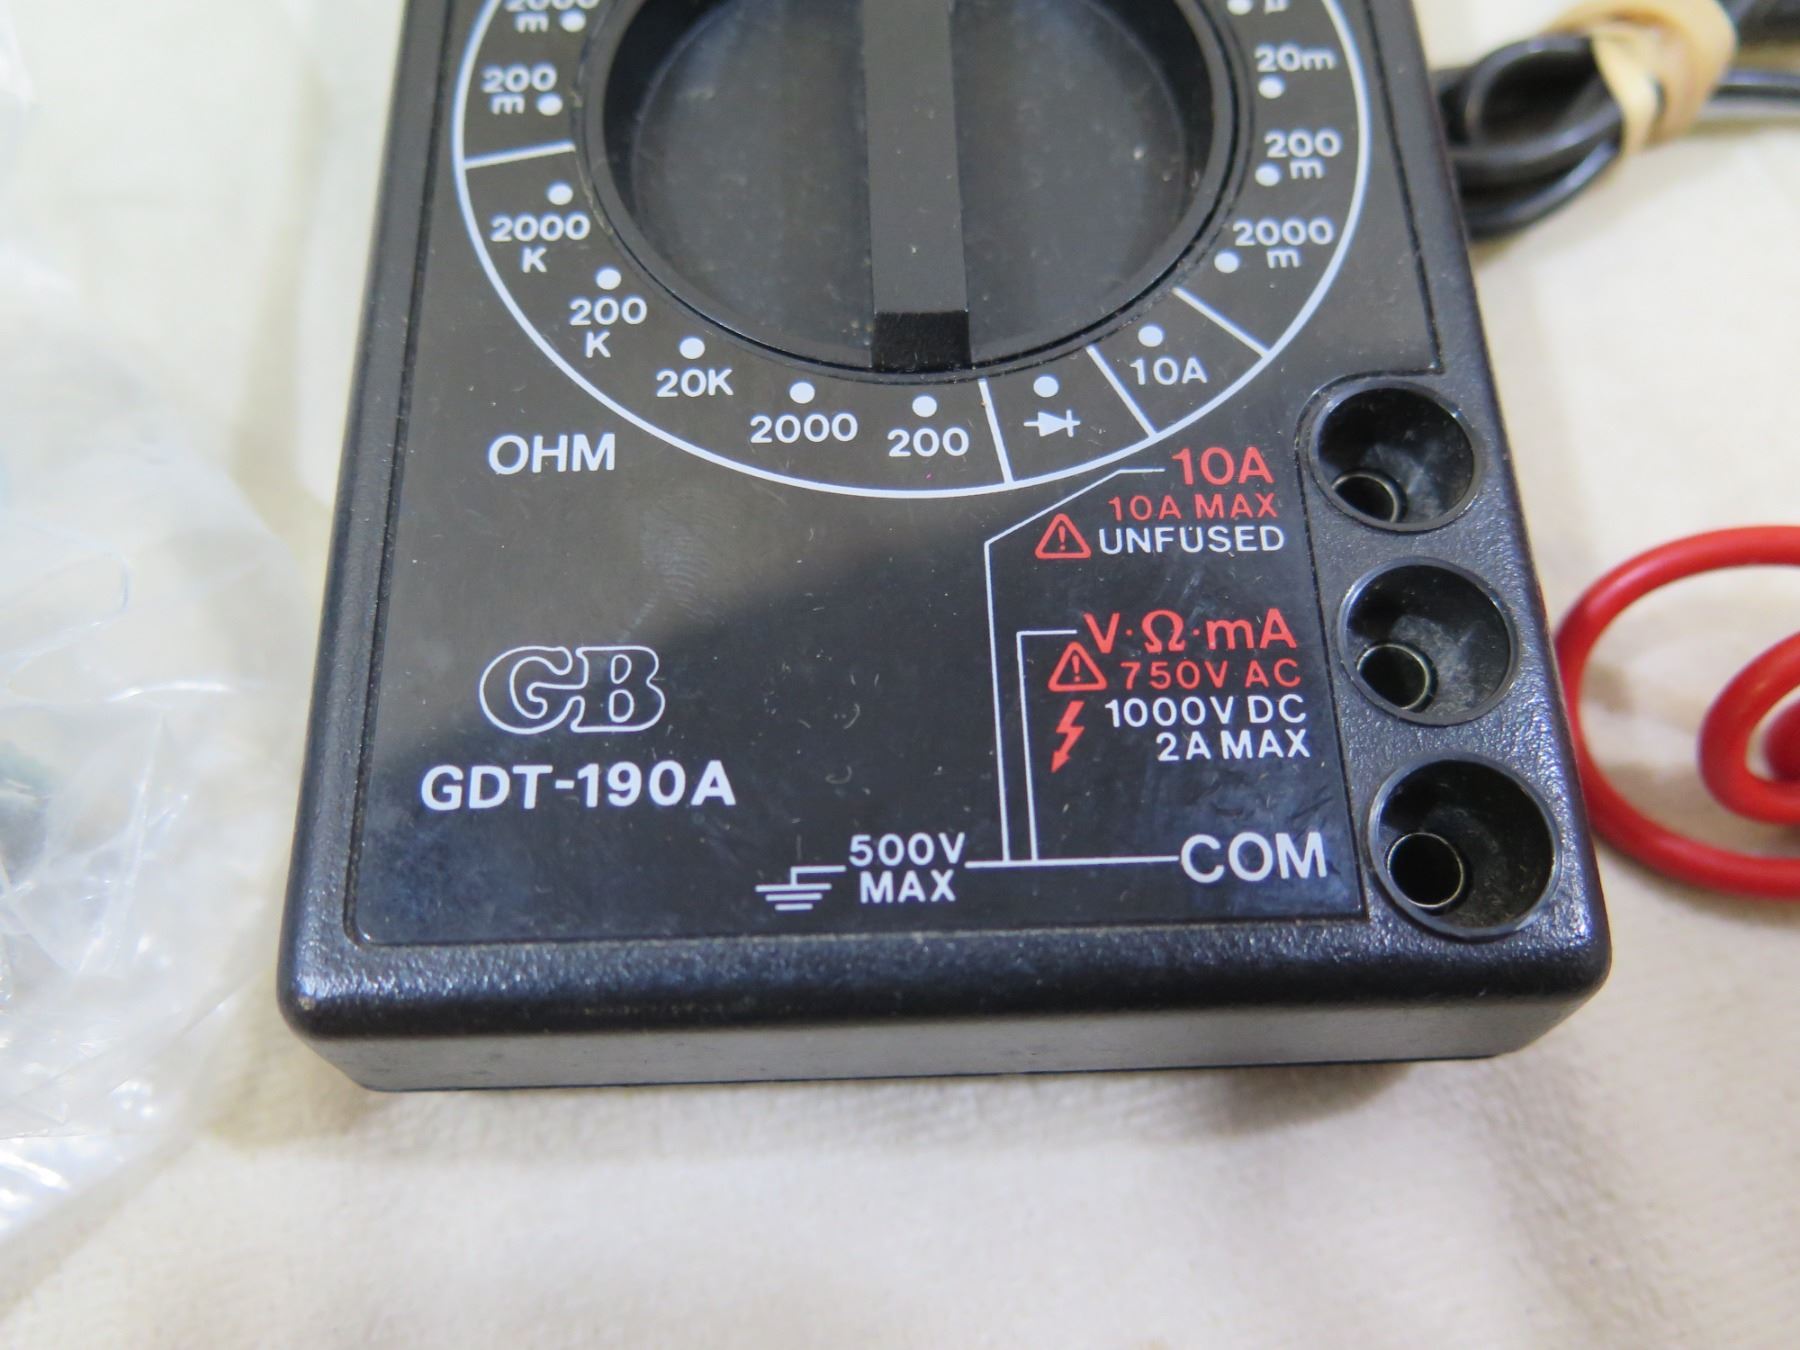 2000
m
200
m
2000
K
200
K
20K
2000
200
10A
2000
m
200
m
20m
µ
OHM
10A
10A MAX
UNFUSED
V·Ω·mA
750V AC
1000V DC
2A MAX
GB
GDT-190A
500V
MAX
COM